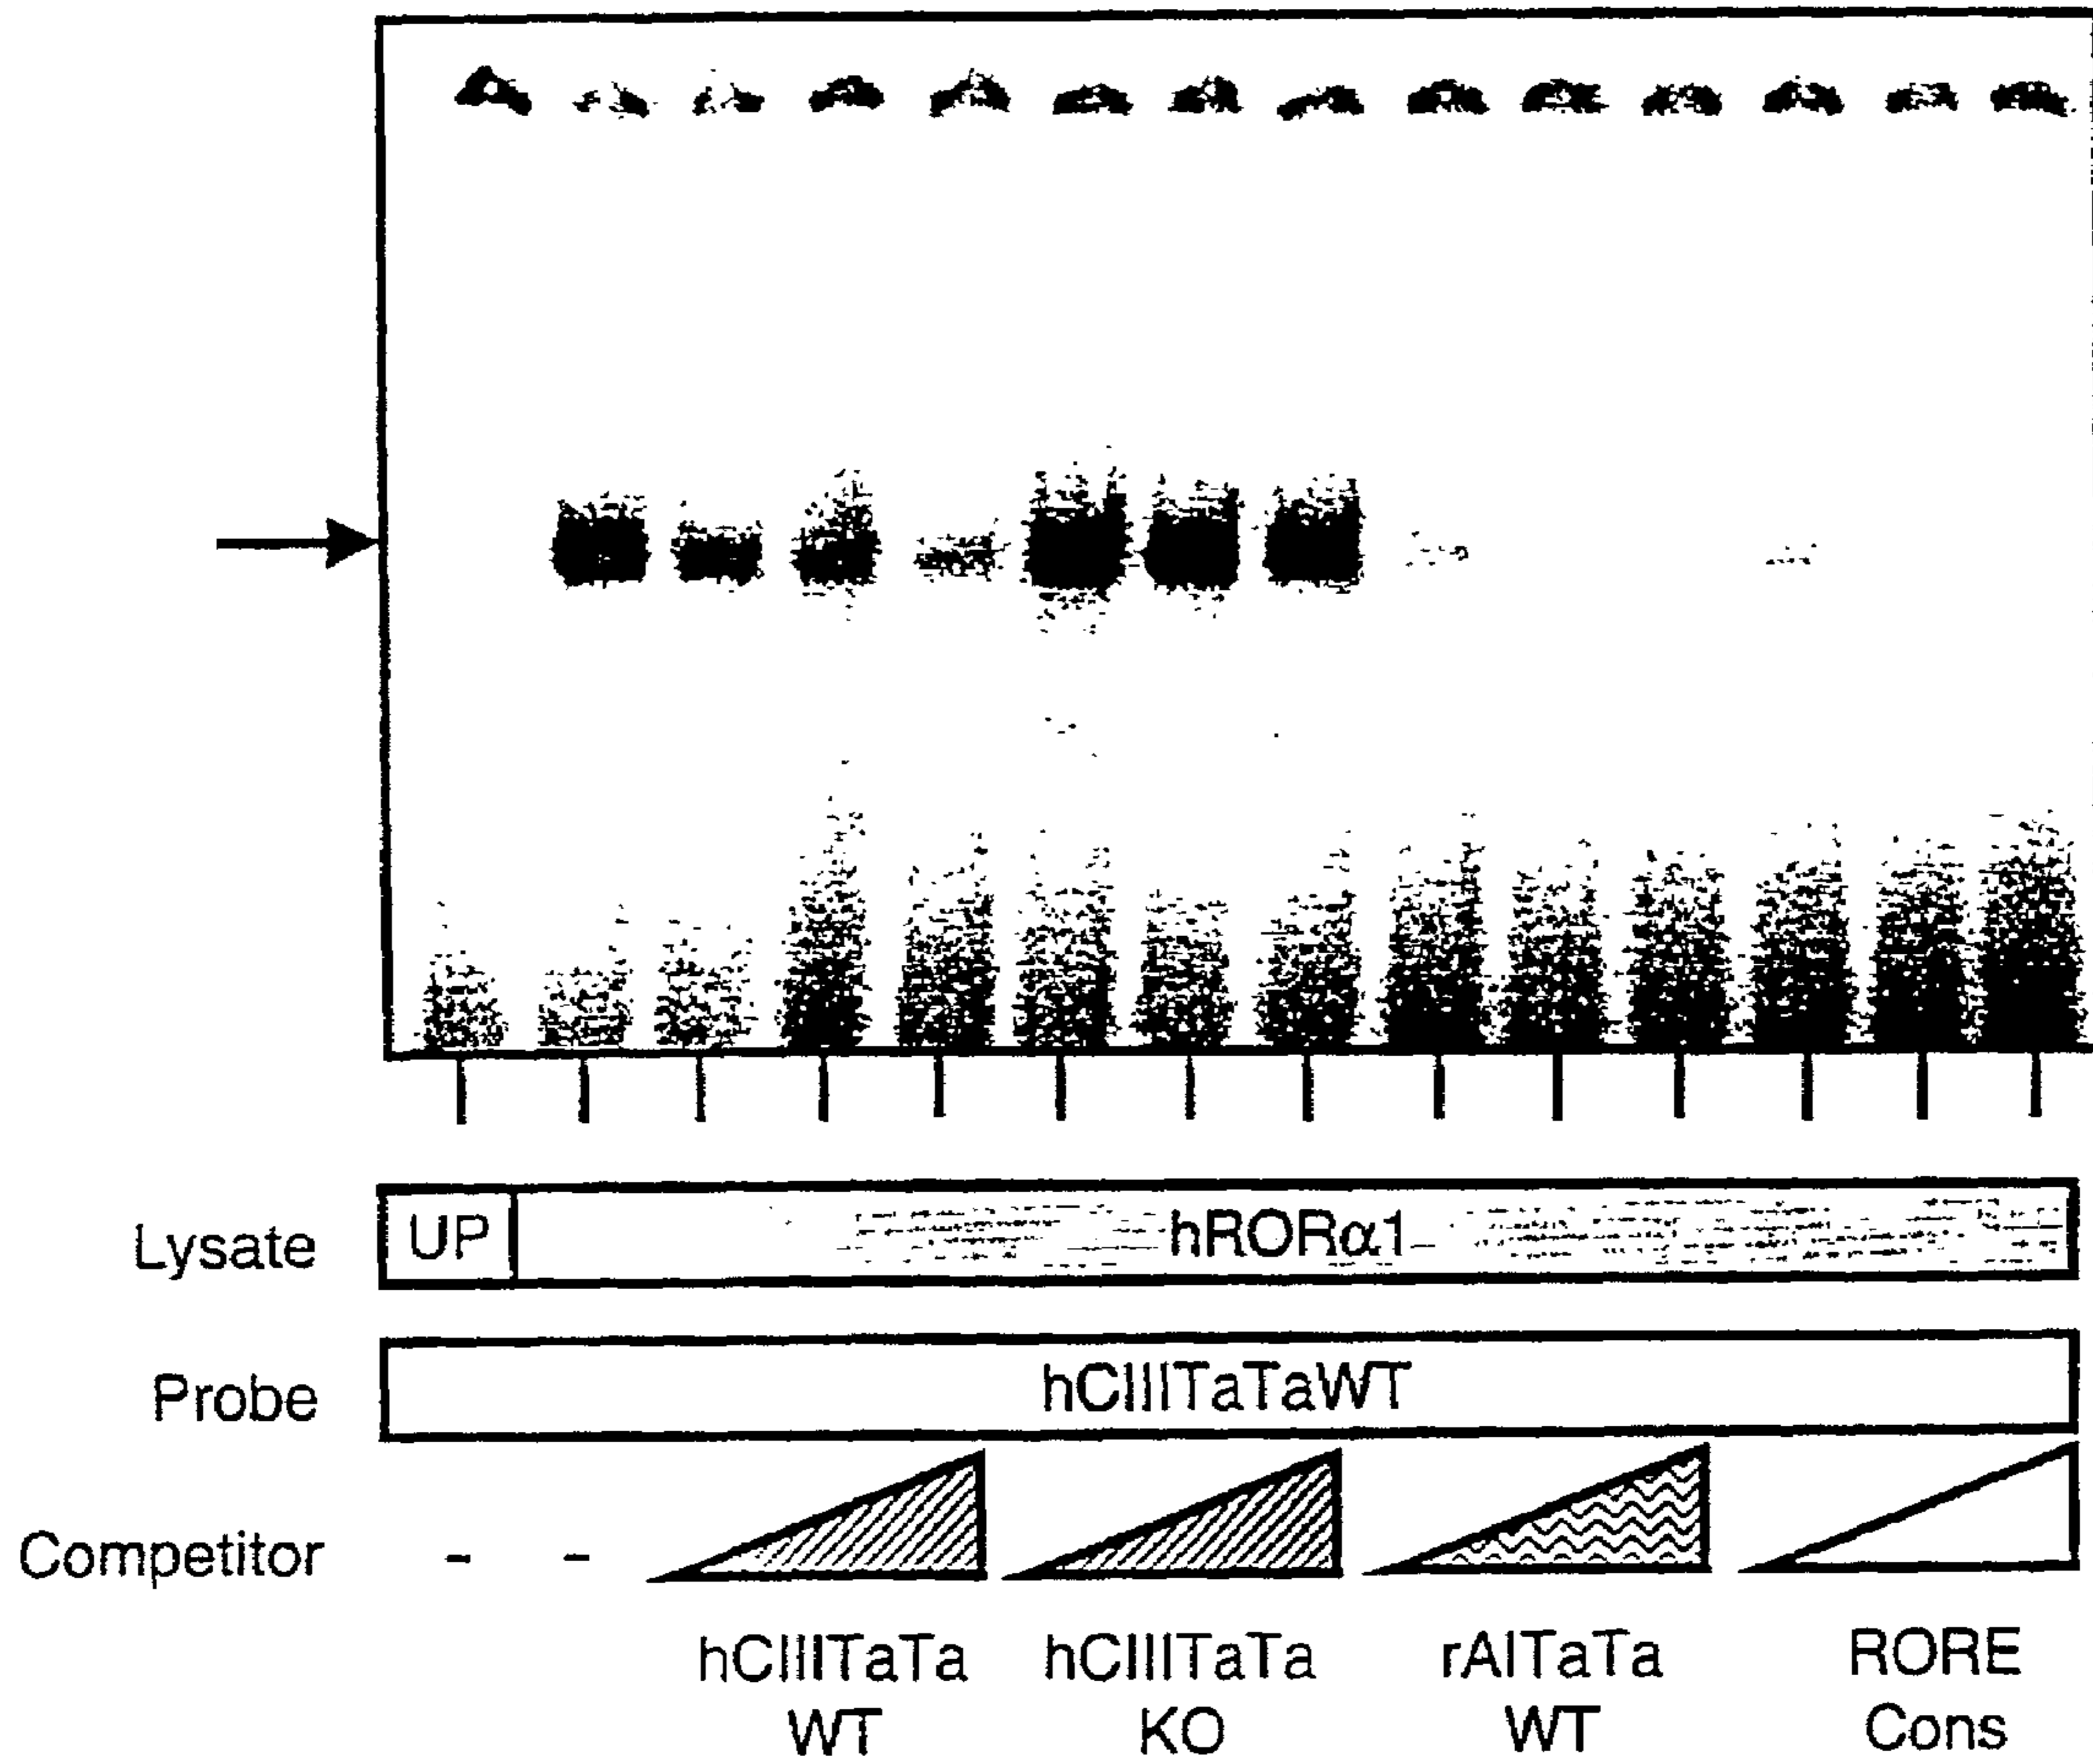 Lysate UP hRORα1
Probe hCIIITaTaWT
Competitor - -
hCIIITaTa WT
hCIIITaTa KO
rAITaTa WT
RORE Cons